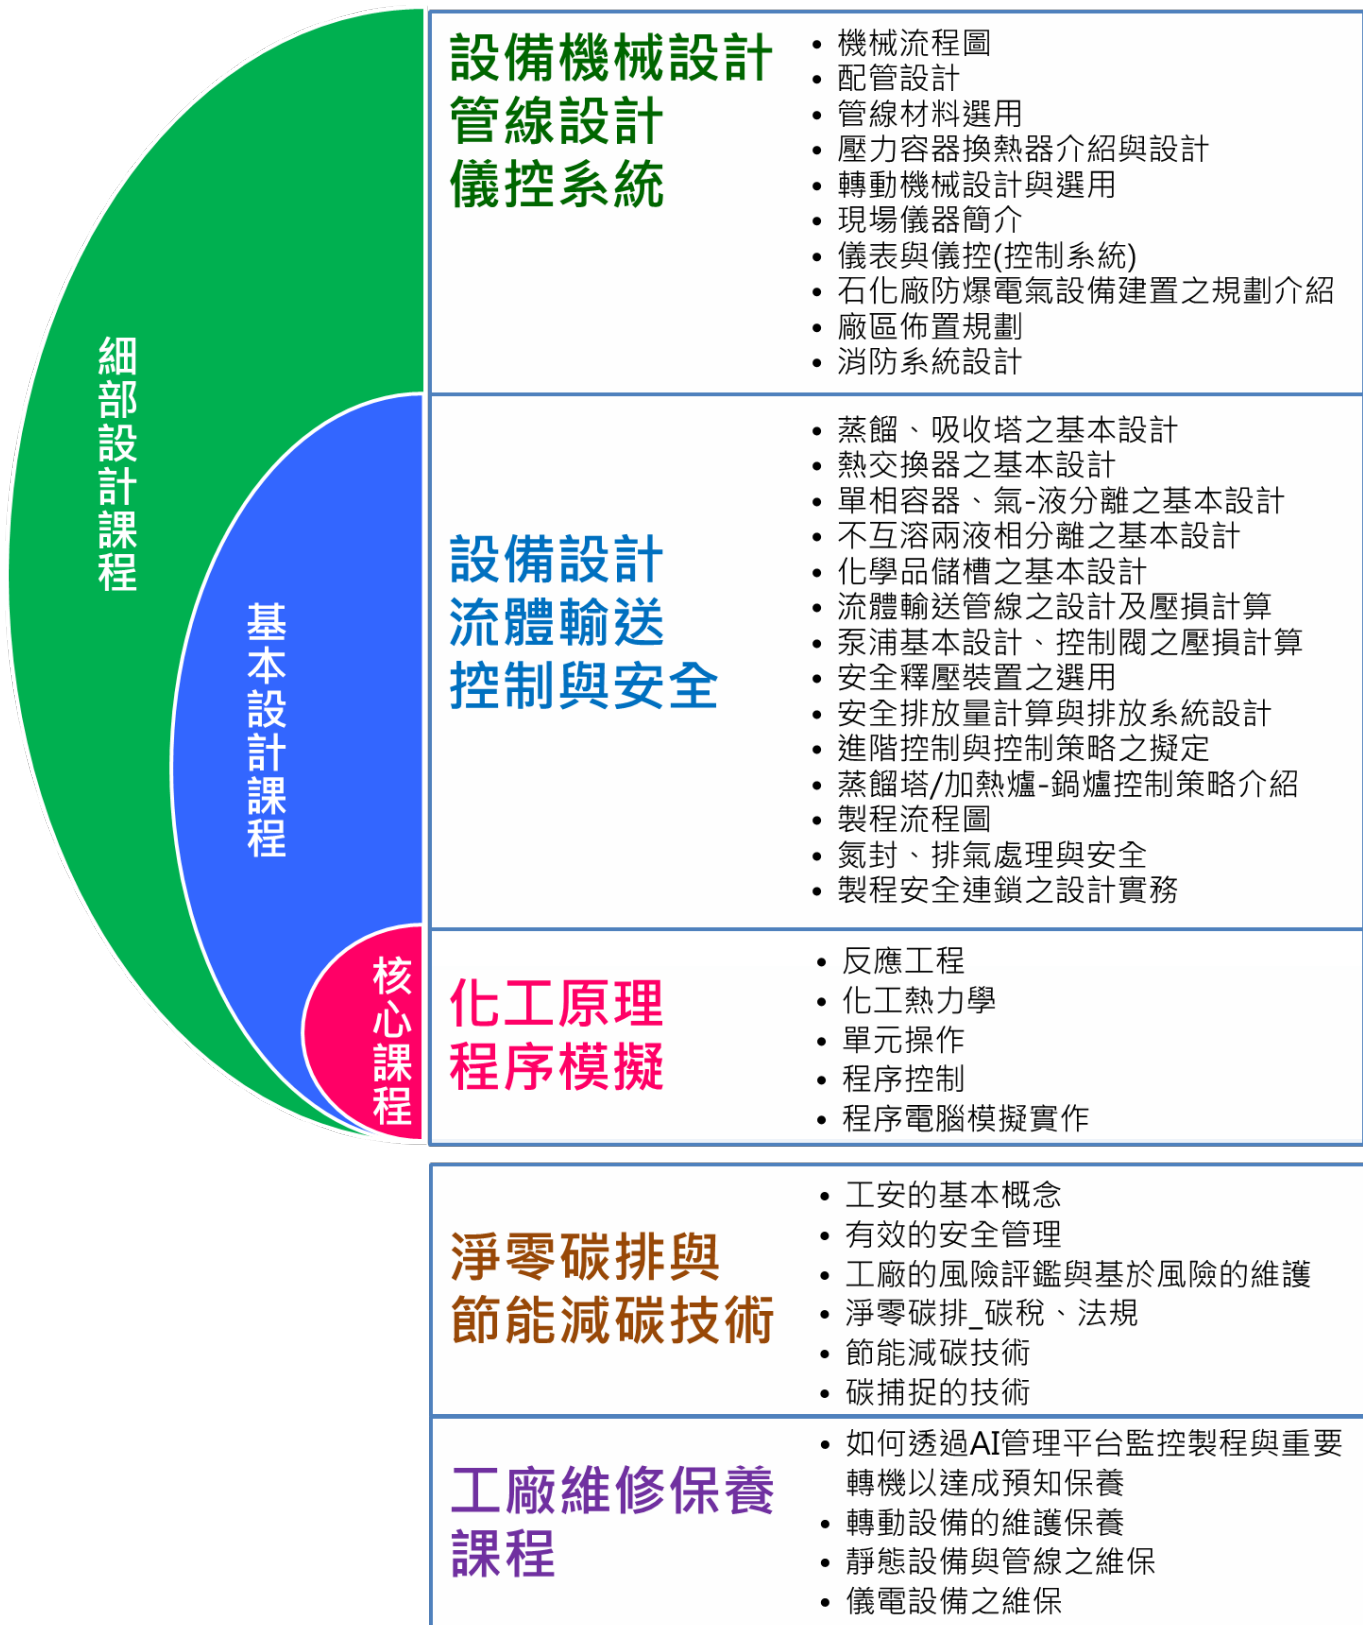 細部設計課程
設備機械設計
管線設計
儀控系統
• 機械流程圖
• 配管設計
• 管線材料選用
• 壓力容器換熱器介紹與設計
• 轉動機械設計與選用
• 現場儀器簡介
• 儀表與儀控(控制系統)
• 石化廠防爆電氣設備建置之規劃介紹
• 廠區佈置規劃
• 消防系統設計
基本設計課程
設備設計
流體輸送
控制與安全
• 蒸餾、吸收塔之基本設計
• 熱交換器之基本設計
• 單相容器、氣-液分離之基本設計
• 不互溶兩液相分離之基本設計
• 化學品儲槽之基本設計
• 流體輸送管線之設計及壓損計算
• 泵浦基本設計、控制閥之壓損計算
• 安全釋壓裝置之選用
• 安全排放量計算與排放系統設計
• 進階控制與控制策略之擬定
• 蒸餾塔/加熱爐-鍋爐控制策略介紹
• 製程流程圖
• 氮封、排氣處理與安全
• 製程安全連鎖之設計實務
核心課程
化工原理
程序模擬
• 反應工程
• 化工熱力學
• 單元操作
• 程序控制
• 程序電腦模擬實作
淨零碳排與
節能減碳技術
• 工安的基本概念
• 有效的安全管理
• 工廠的風險評鑑與基於風險的維護
• 淨零碳排_碳稅、法規
• 節能減碳技術
• 碳捕捉的技術
工廠維修保養
課程
• 如何透過AI管理平台監控製程與重要
轉機以達成預知保養
• 轉動設備的維護保養
• 靜態設備與管線之維保
• 儀電設備之維保